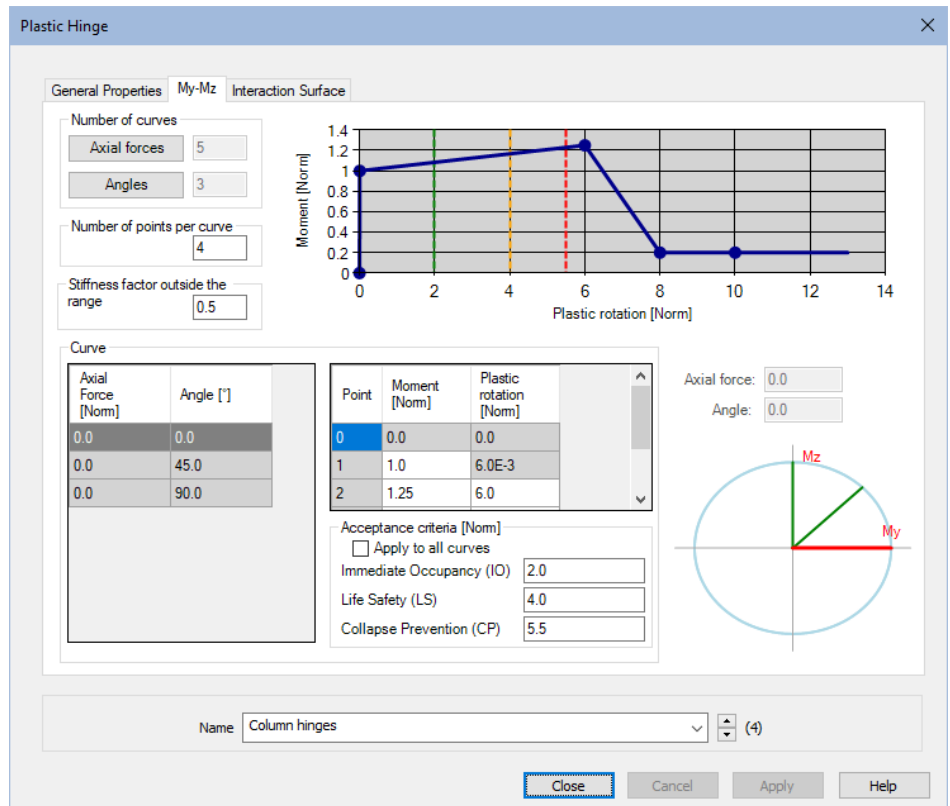 Plastic Hinge
General Properties My-Mz Interaction Surface
Number of curves
Axial forces 5
Angles 3
Number of points per curve
4
Stiffness factor outside the
range 0.5
Moment [Norm]
1.4
1.2
1
0.8
0.6
0.4
0.2
0
0 2 4 6 8 10 12 14
Plastic rotation [Norm]
Curve
Axial
Force
[Norm]
Angle [°]
0.0 0.0
0.0 45.0
0.0 90.0
Point
Moment
[Norm]
Plastic
rotation
[Norm]
0 0.0 0.0
1 1.0 6.0E-3
2 1.25 6.0
Acceptance criteria [Norm]
Apply to all curves
Immediate Occupancy (IO) 2.0
Life Safety (LS) 4.0
Collapse Prevention (CP) 5.5
Axial force: 0.0
Angle: 0.0
Mz
My
Name Column hinges (4)
Close Cancel Apply Help